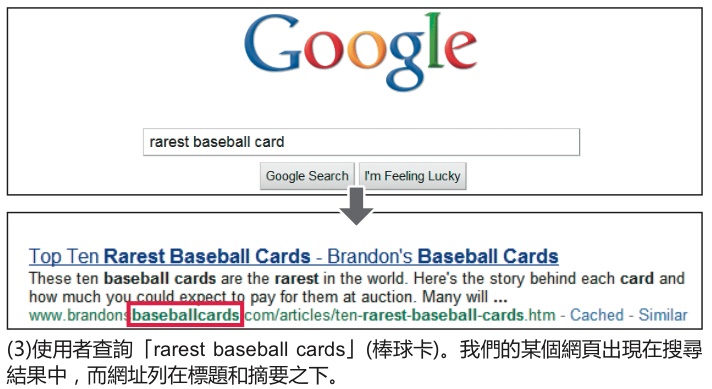 Google
rarest baseball card
Google Search I'm Feeling Lucky
Top Ten Rarest Baseball Cards - Brandon's Baseball Cards
These ten baseball cards are the rarest in the world. Here's the story behind each card and
how much you could expect to pay for them at auction. Many will ...
www.brandonsbaseballcards.com/articles/ten-rarest-baseball-cards.htm - Cached - Similar
(3)使用者查詢「rarest baseball cards」(棒球卡)。我們的某個網頁出現在搜尋
結果中，而網址列在標題和摘要之下。